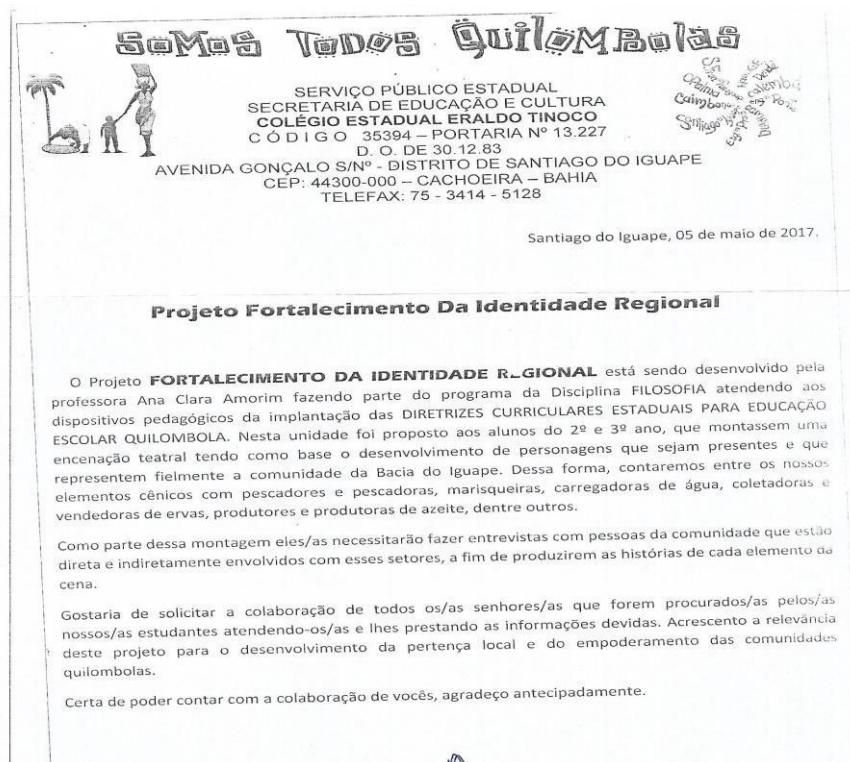 SOMOS TODOS QUILOMBOLAS
SERVIÇO PÚBLICO ESTADUAL
SECRETARIA DE EDUCAÇÃO E CULTURA
COLÉGIO ESTADUAL ERALDO TINOCO
CÓDIGO 35394 – PORTARIA Nº 13.227
D. O. DE 30.12.83
AVENIDA GONÇALO S/Nº - DISTRITO DE SANTIAGO DO IGUAPE
CEP: 44300-000 – CACHOEIRA – BAHIA
TELEFAX: 75 - 3414 - 5128
Calembá
Ponte
Caimbongo
Santiago
Santiago do Iguape, 05 de maio de 2017.
Projeto Fortalecimento Da Identidade Regional
O Projeto FORTALECIMENTO DA IDENTIDADE REGIONAL está sendo desenvolvido pela
professora Ana Clara Amorim fazendo parte do programa da Disciplina FILOSOFIA atendendo aos
dispositivos pedagógicos da implantação das DIRETRIZES CURRICULARES ESTADUAIS PARA EDUCAÇÃO
ESCOLAR QUILOMBOLA. Nesta unidade foi proposto aos alunos do 2º e 3º ano, que montassem uma
encenação teatral tendo como base o desenvolvimento de personagens que sejam presentes e que
representem fielmente a comunidade da Bacia do Iguape. Dessa forma, contaremos entre os nossos
elementos cênicos com pescadores e pescadoras, marisqueiras, carregadoras de água, coletadoras e
vendedoras de ervas, produtores e produtoras de azeite, dentre outros.
Como parte dessa montagem eles/as necessitarão fazer entrevistas com pessoas da comunidade que estão
direta e indiretamente envolvidos com esses setores, a fim de produzirem as histórias de cada elemento da
cena.
Gostaria de solicitar a colaboração de todos os/as senhores/as que forem procurados/as pelos/as
nossos/as estudantes atendendo-os/as e lhes prestando as informações devidas. Acrescento a relevância
deste projeto para o desenvolvimento da pertença local e do empoderamento das comunidades
quilombolas.
Certa de poder contar com a colaboração de vocês, agradeço antecipadamente.